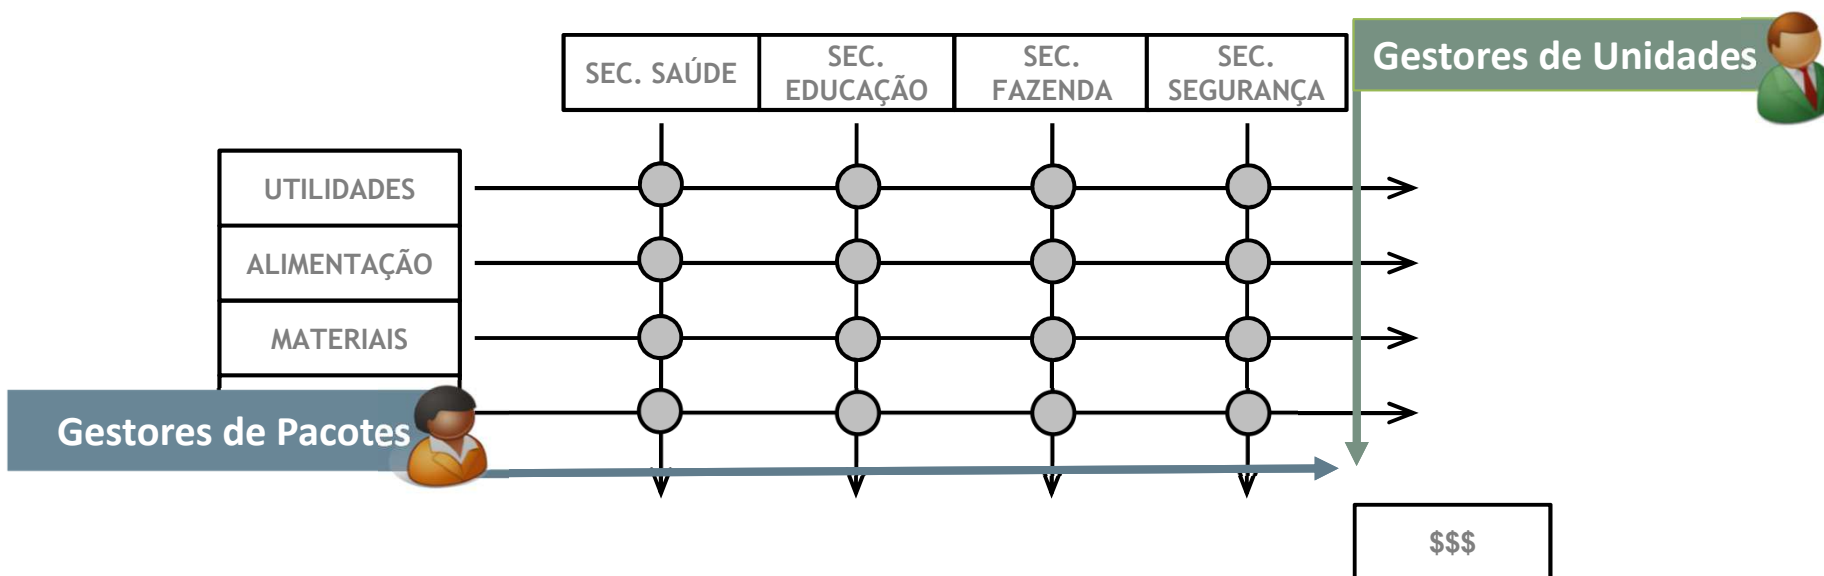 SEC. SAÚDE
SEC.
EDUCAÇÃO
SEC.
FAZENDA
SEC.
SEGURANÇA
Gestores de Unidades
UTILIDADES
ALIMENTAÇÃO
MATERIAIS
Gestores de Pacotes
$$$